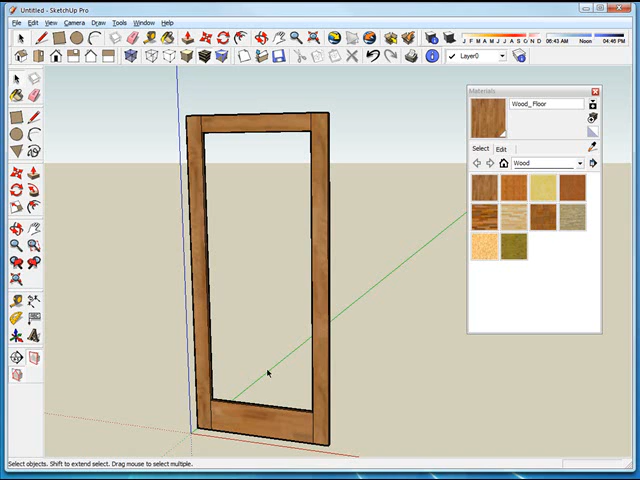 Untitled - SketchUp Pro
File Edit View Camera Draw Tools Window Help
J F M A M J J A S O N D 06:43 AM Noon 04:46 PM
Layer0
Materials
Wood_Floor
Select Edit
Wood
Select objects. Shift to extend select. Drag mouse to select multiple.